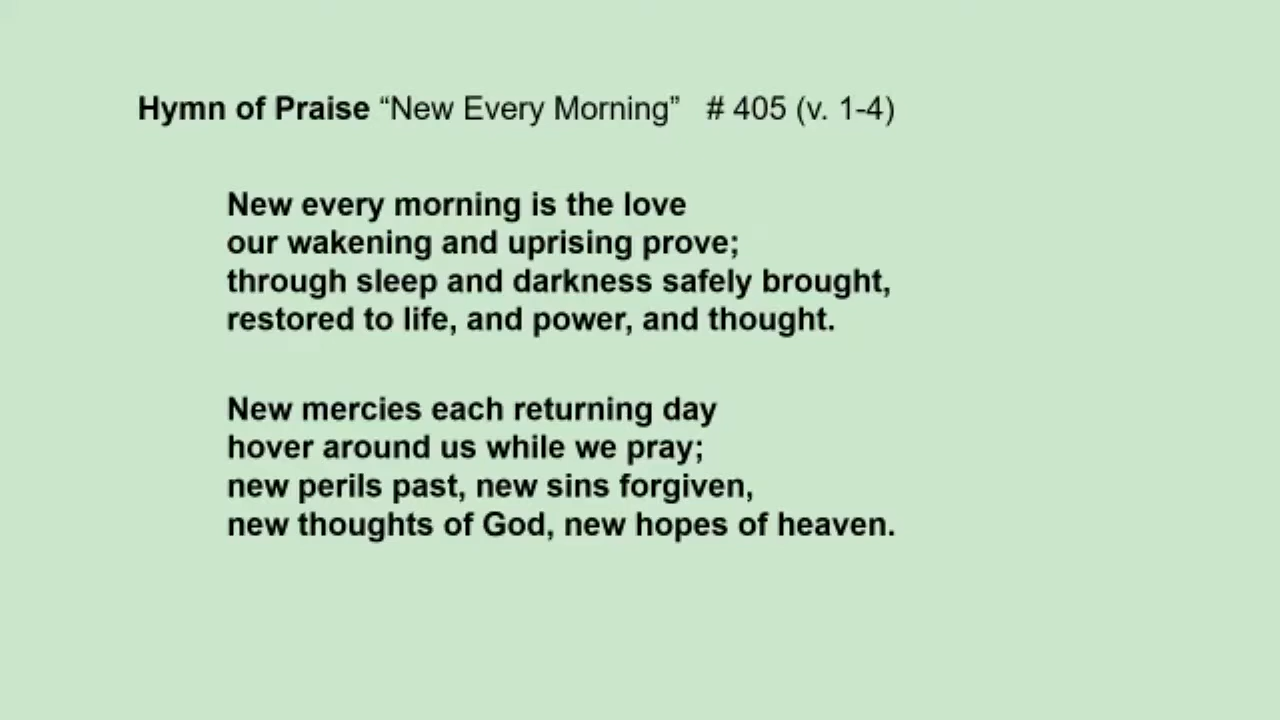 Hymn of Praise “New Every Morning” # 405 (v. 1-4)
New every morning is the love
our wakening and uprising prove;
through sleep and darkness safely brought,
restored to life, and power, and thought.
New mercies each returning day
hover around us while we pray;
new perils past, new sins forgiven,
new thoughts of God, new hopes of heaven.